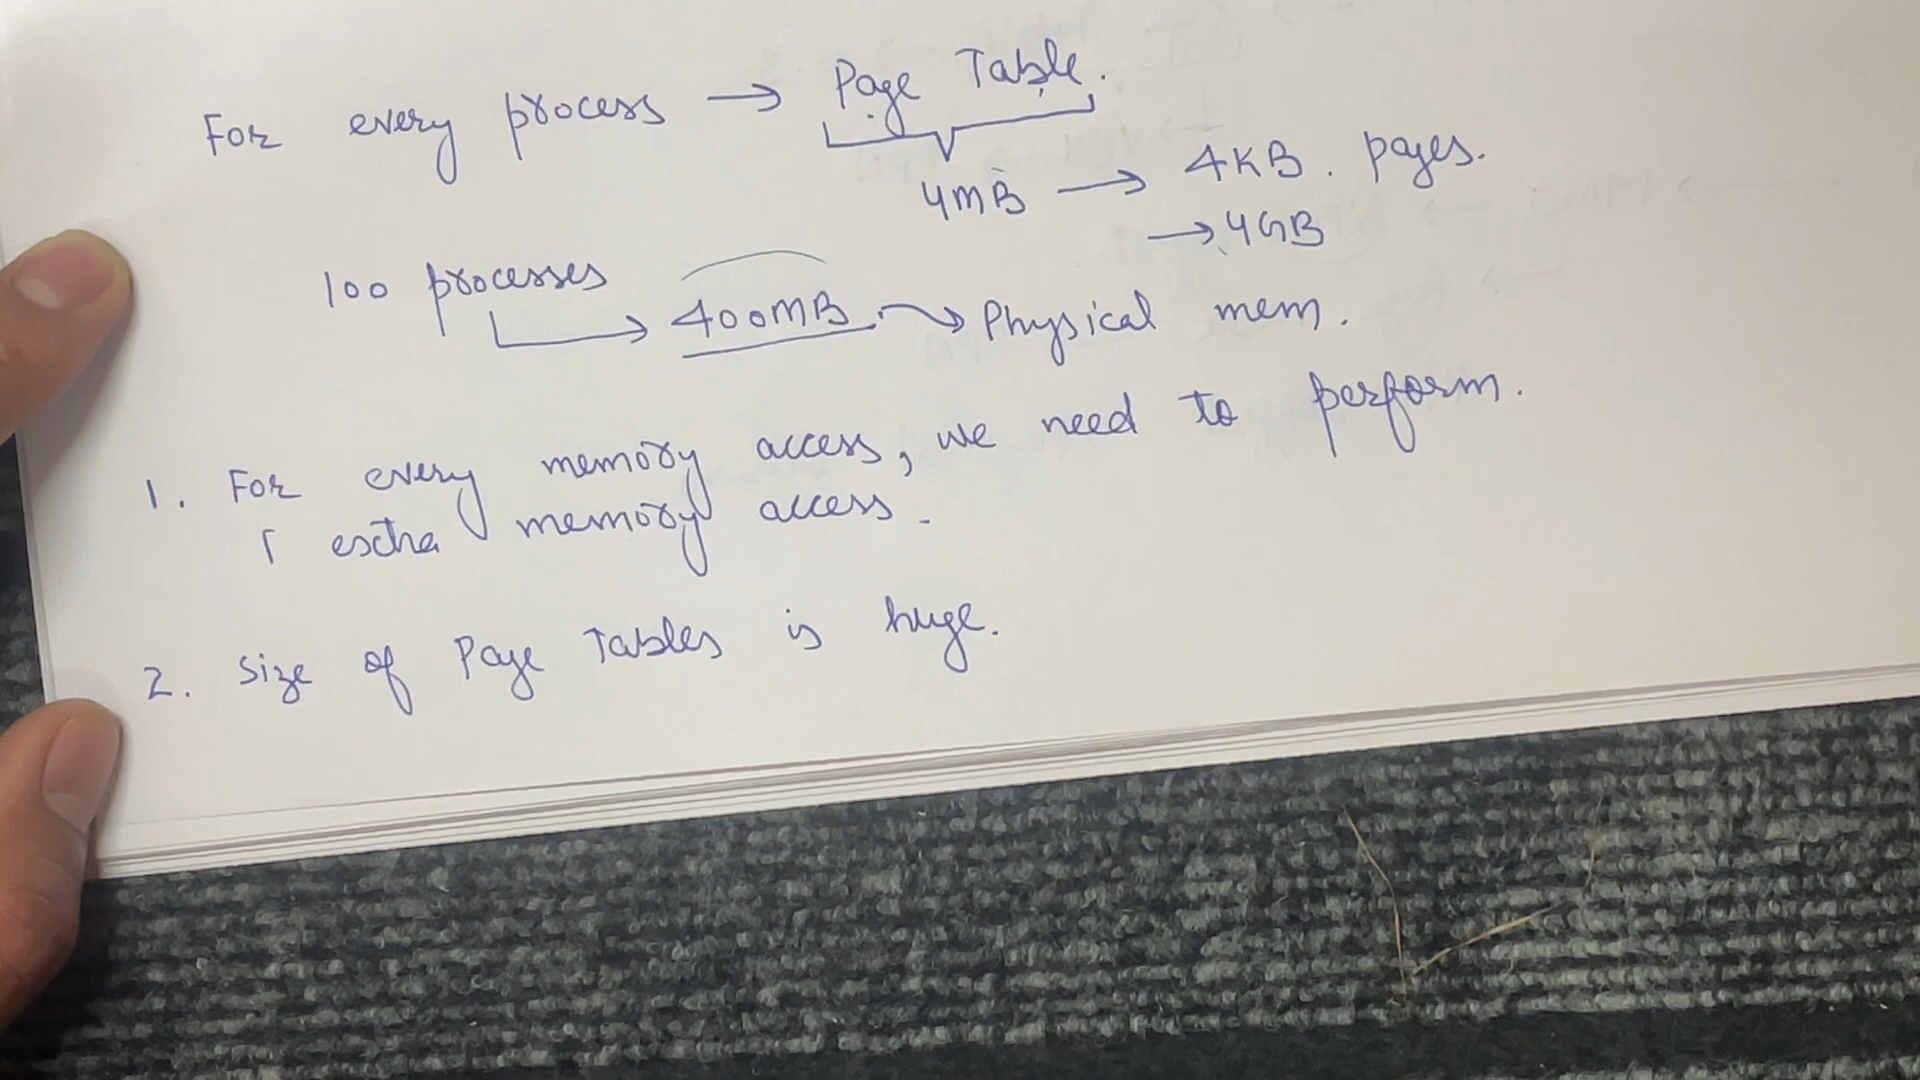 For every process → Page Table.
4MB → 4KB. pages.
→ 4GB
100 processes
→ 400MB. → Physical mem.
1. For every memory access, we need to perform.
1 extra memory access.
2. Size of Page Tables is huge.